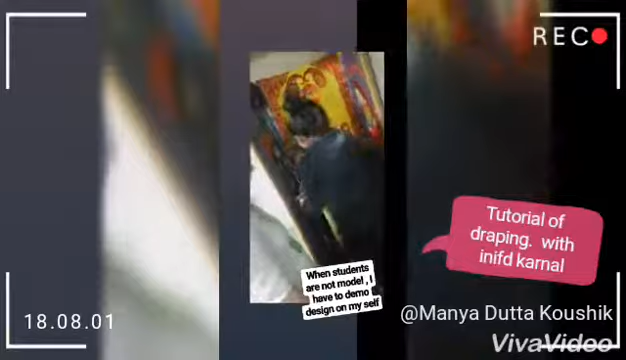 REC
Tutorial of
draping. with
inifd karnal
When students
are not model , I
have to demo
design on my self
@Manya Dutta Koushik
18.08.01
VivaVideo